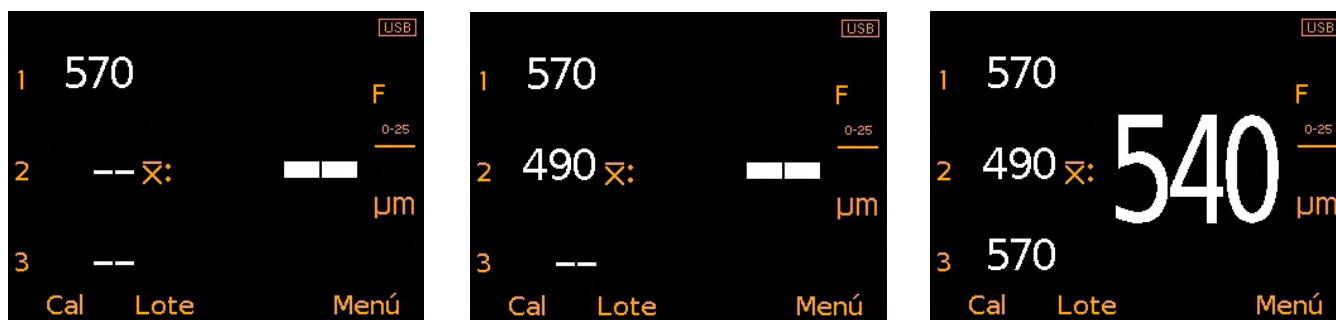 USB
1 570
F
0-25
2 -- x̅: --
µm
3 --
Cal Lote Menú
USB
1 570
F
0-25
2 490 x̅: --
µm
3 --
Cal Lote Menú
USB
1 570
F
0-25
2 490 x̅: 540
µm
3 570
Cal Lote Menú